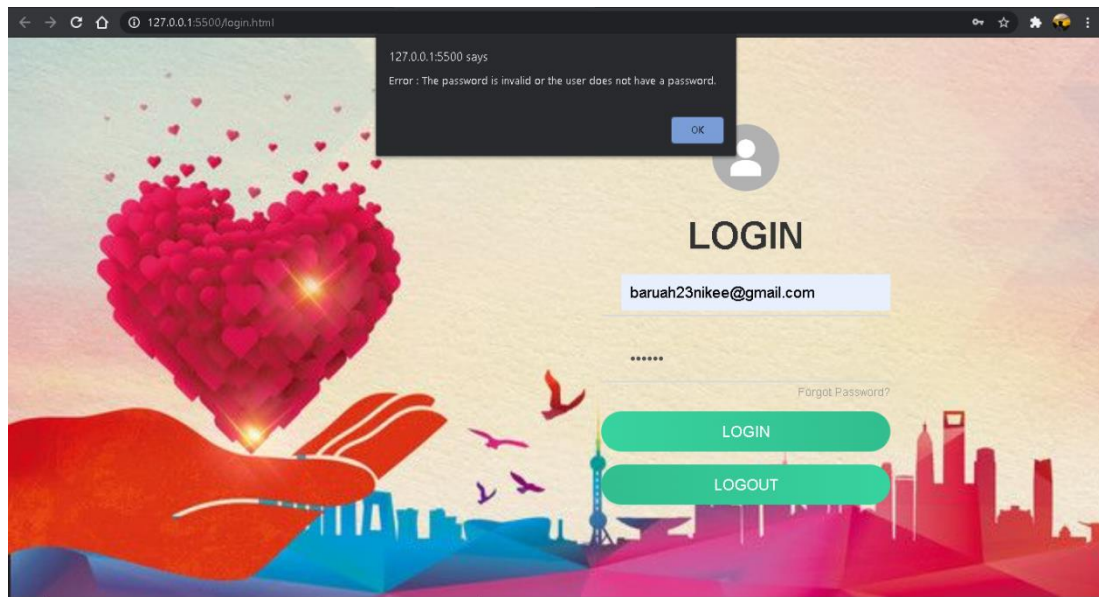 127.0.0.1:5500/login.html
127.0.0.1:5500 says
Error : The password is invalid or the user does not have a password.
OK
LOGIN
baruah23nikee@gmail.com
••••••
Forgot Password?
LOGIN
LOGOUT